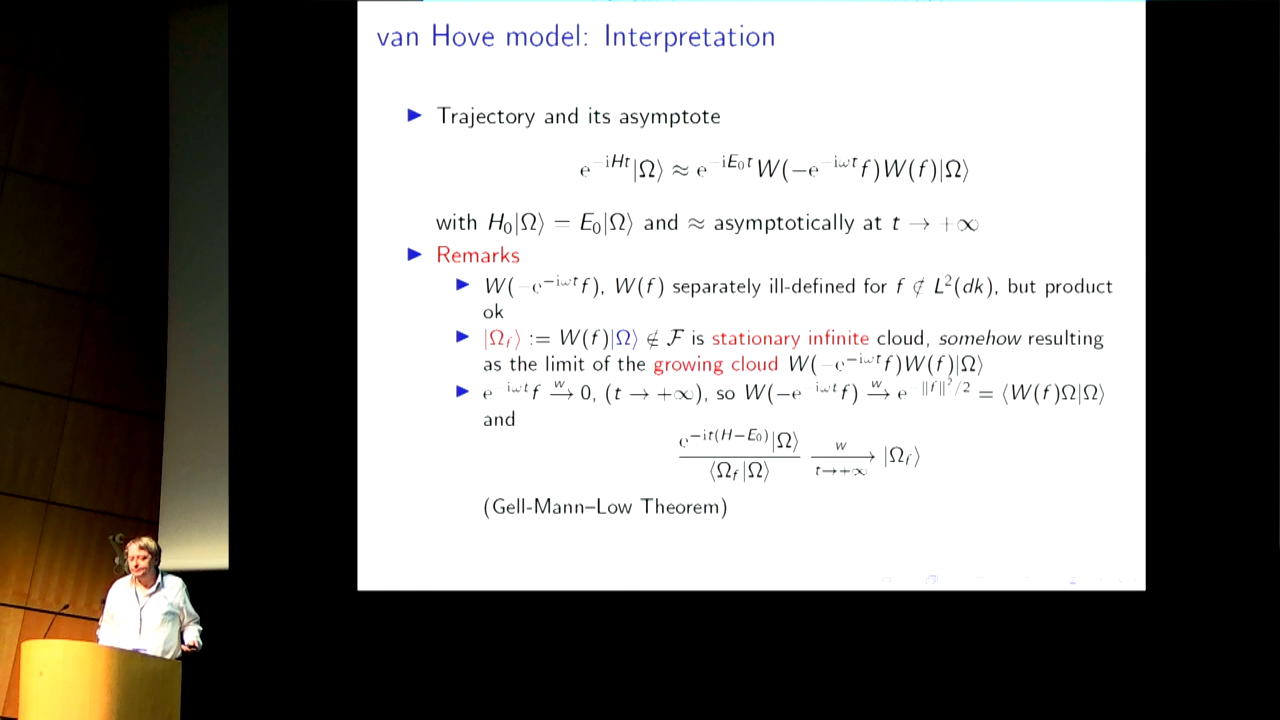 van Hove model: Interpretation
▶ Trajectory and its asymptote
e^{-iHt}|Ω⟩ ≈ e^{-iE₀t} W(-e^{-iωt}f)W(f)|Ω⟩
with H₀|Ω⟩ = E₀|Ω⟩ and ≈ asymptotically at t → +∞
▶ Remarks
▶ W(-e^{-iωt}f), W(f) separately ill-defined for f ∉ L²(dk), but product
ok
▶ |Ω_f⟩ := W(f)|Ω⟩ ∉ F is stationary infinite cloud, somehow resulting
as the limit of the growing cloud W(-e^{-iωt}f)W(f)|Ω⟩
▶ e^{-iωt}f →^w 0, (t → +∞), so W(-e^{-iωt}f) →^w e^{-‖f‖²/2} = ⟨W(f)Ω|Ω⟩
and
e^{-it(H-E₀)}|Ω⟩ / ⟨Ω_f|Ω⟩ →^w_{t→+∞} |Ω_f⟩
(Gell-Mann–Low Theorem)